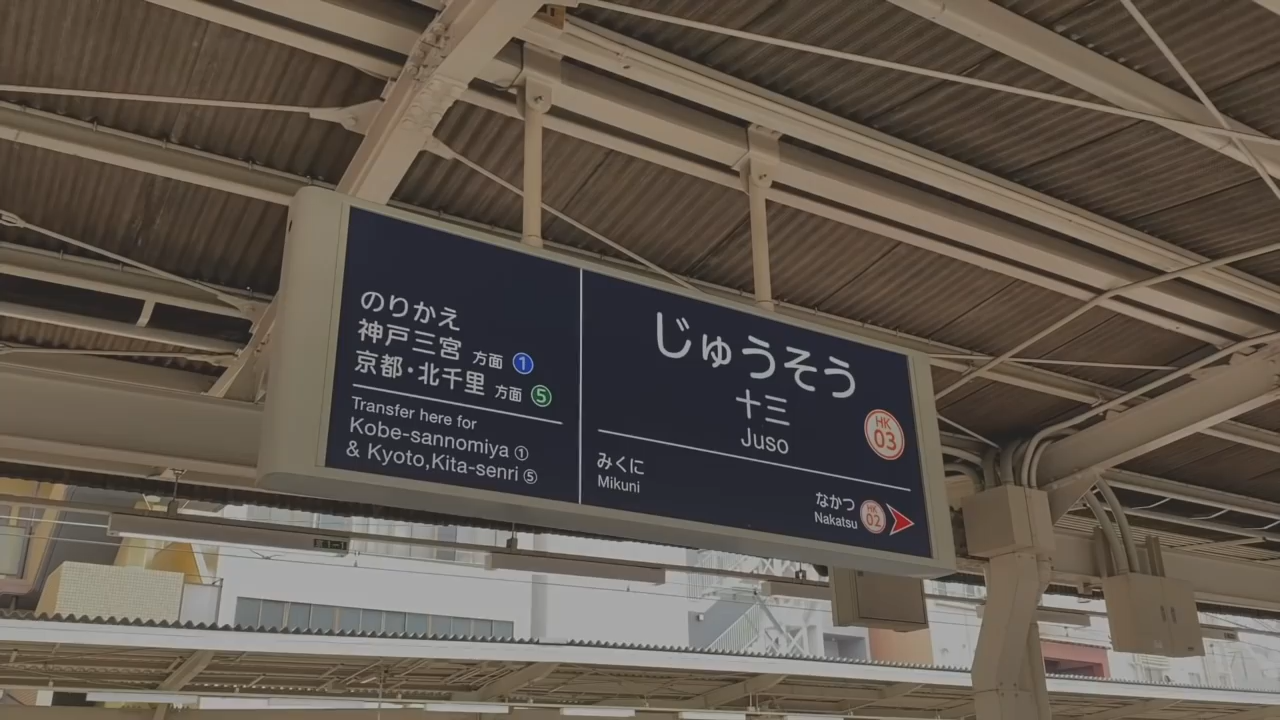 のりかえ
神戸三宮 方面 1
京都・北千里 方面 5
Transfer here for
Kobe-sannomiya ①
& Kyoto,Kita-senri ⑤
じゅうそう
十三
Juso
HK
03
みくに
Mikuni
なかつ
Nakatsu
HK
02